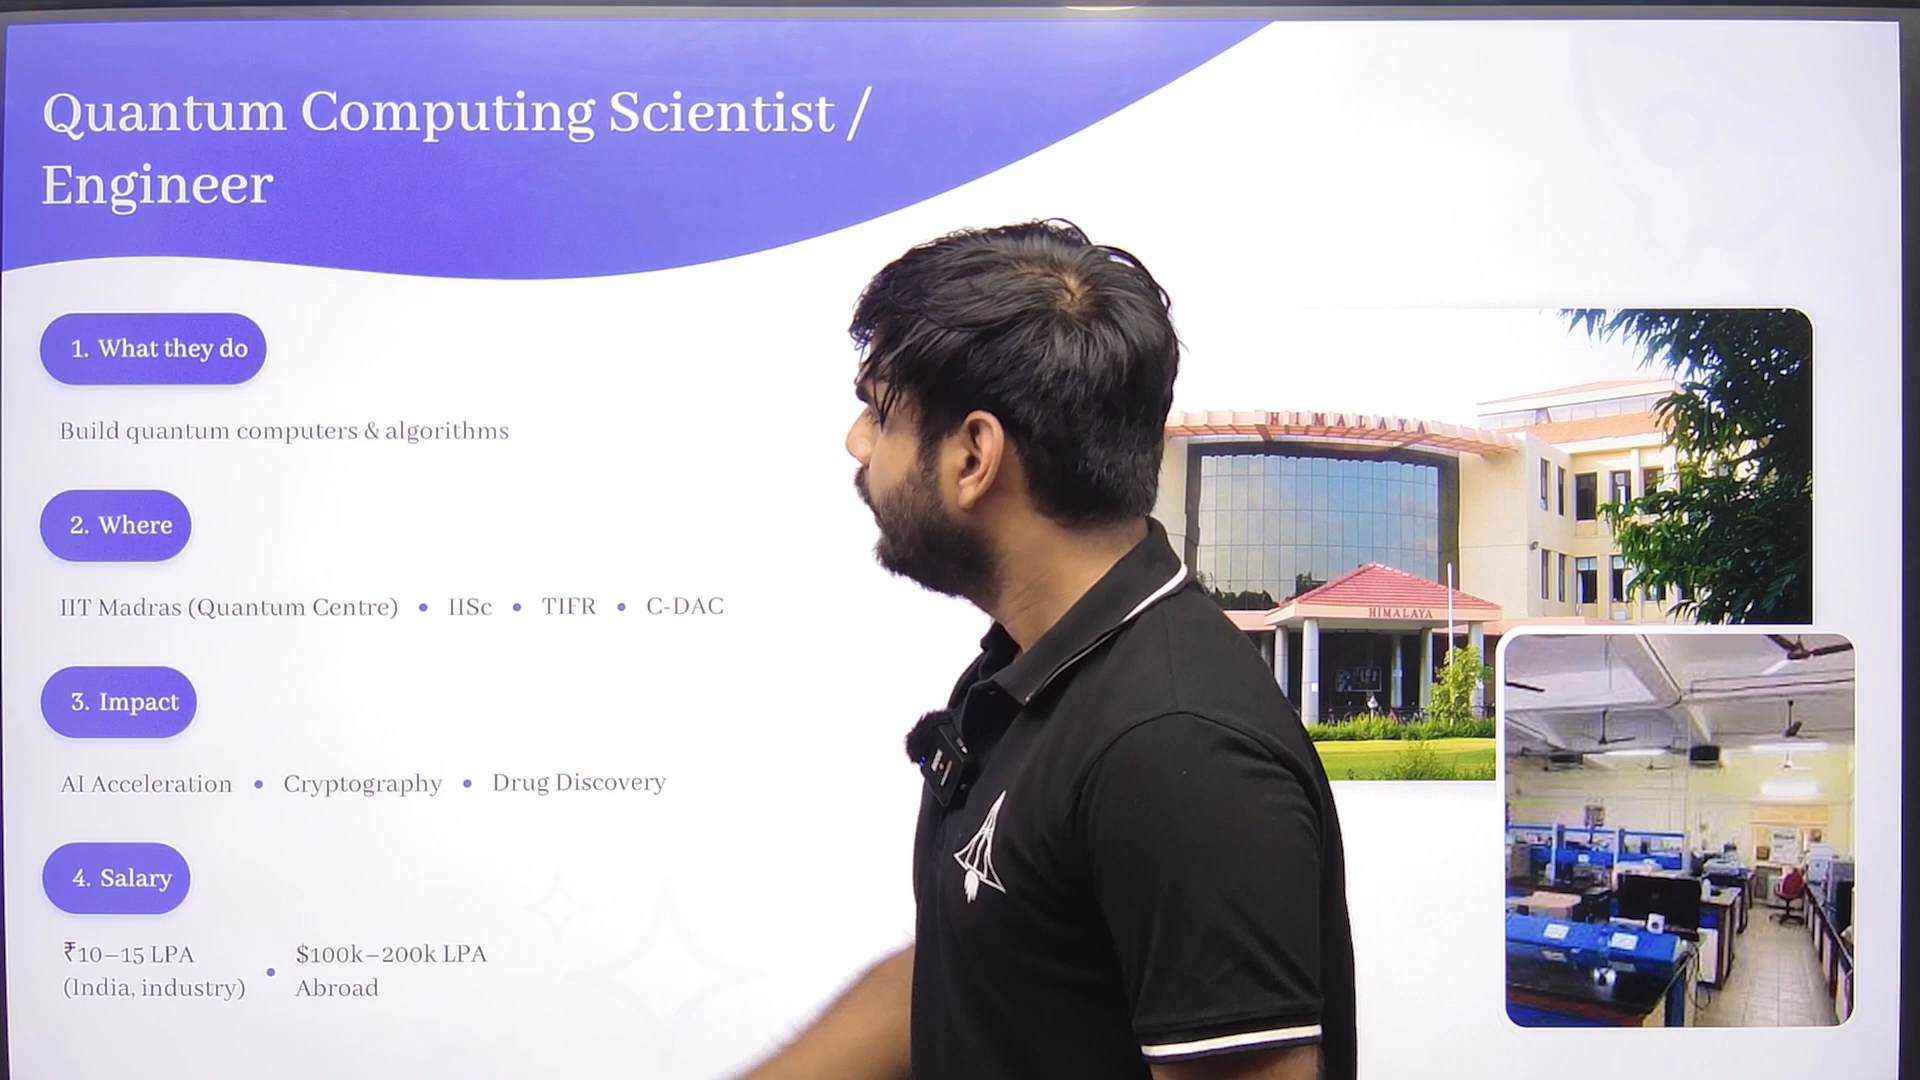 Quantum Computing Scientist /
Engineer
1. What they do
Build quantum computers & algorithms
2. Where
IIT Madras (Quantum Centre) • IISc • TIFR • C-DAC
3. Impact
AI Acceleration • Cryptography • Drug Discovery
4. Salary
₹10–15 LPA
(India, industry)
• $100k–200k LPA
Abroad
HIMALAYA
HIMALAYA